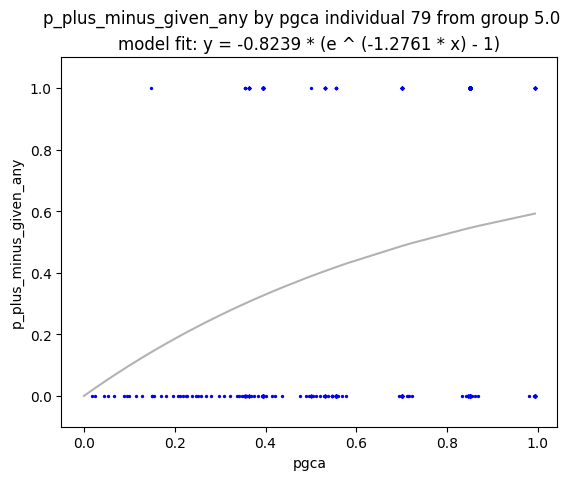 p_plus_minus_given_any by pgca individual 79 from group 5.0
model fit: y = -0.8239 * (e ^ (-1.2761 * x) - 1)
1.0
0.8
0.6
0.4
0.2
0.0
p_plus_minus_given_any
0.0 0.2 0.4 0.6 0.8 1.0
pgca